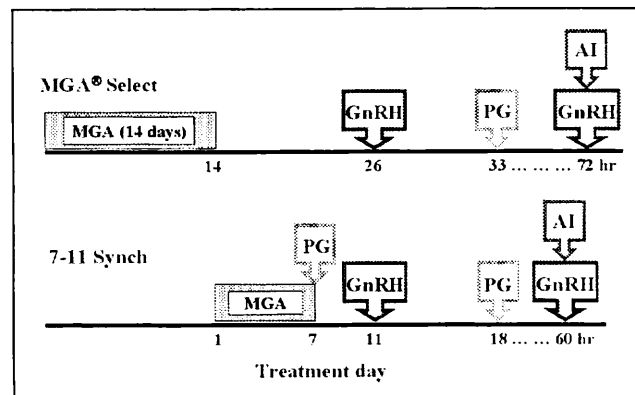 AI
MGA® Select
GnRH
PG
GnRH
MGA (14 days)
14
26
33 ... ... ... 72 hr
PG
AI
7-11 Synch
GnRH
PG
GnRH
MGA
1
7
11
18 ... ... 60 hr
Treatment day